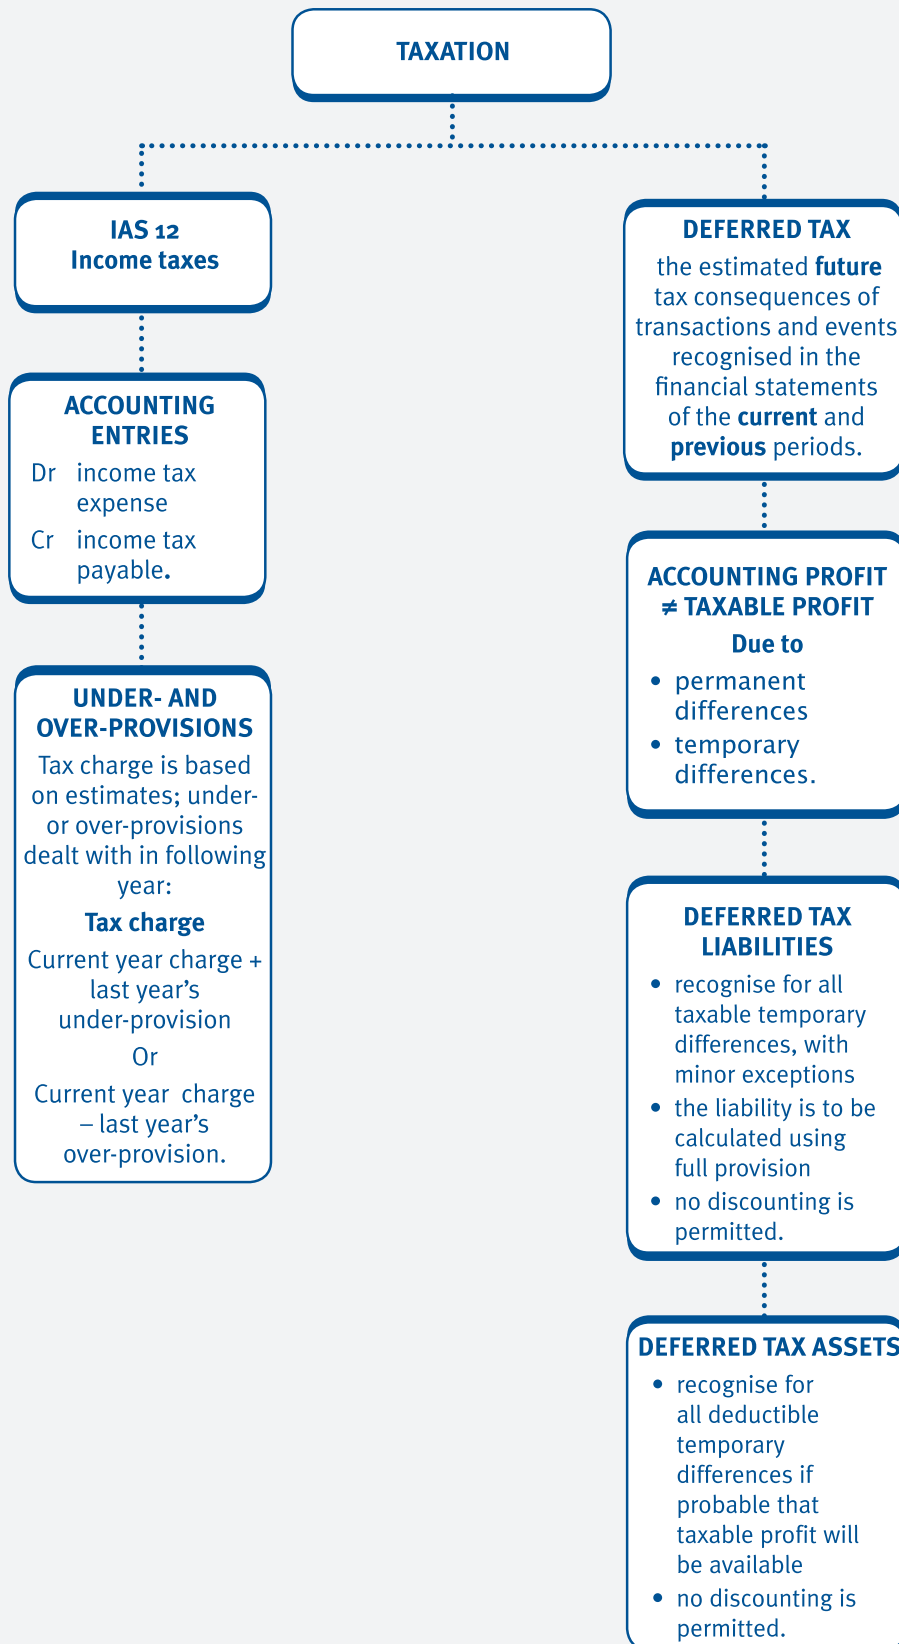 TAXATION
IAS 12
Income taxes
ACCOUNTING
ENTRIES
Dr income tax
expense
Cr income tax
payable.
UNDER- AND
OVER-PROVISIONS
Tax charge is based
on estimates; under-
or over-provisions
dealt with in following
year:
Tax charge
Current year charge +
last year’s
under-provision
Or
Current year charge
– last year’s
over-provision.
DEFERRED TAX
the estimated future
tax consequences of
transactions and events
recognised in the
financial statements
of the current and
previous periods.
ACCOUNTING PROFIT
≠ TAXABLE PROFIT
Due to
• permanent
differences
• temporary
differences.
DEFERRED TAX
LIABILITIES
• recognise for all
taxable temporary
differences, with
minor exceptions
• the liability is to be
calculated using
full provision
• no discounting is
permitted.
DEFERRED TAX ASSETS
• recognise for
all deductible
temporary
differences if
probable that
taxable profit will
be available
• no discounting is
permitted.